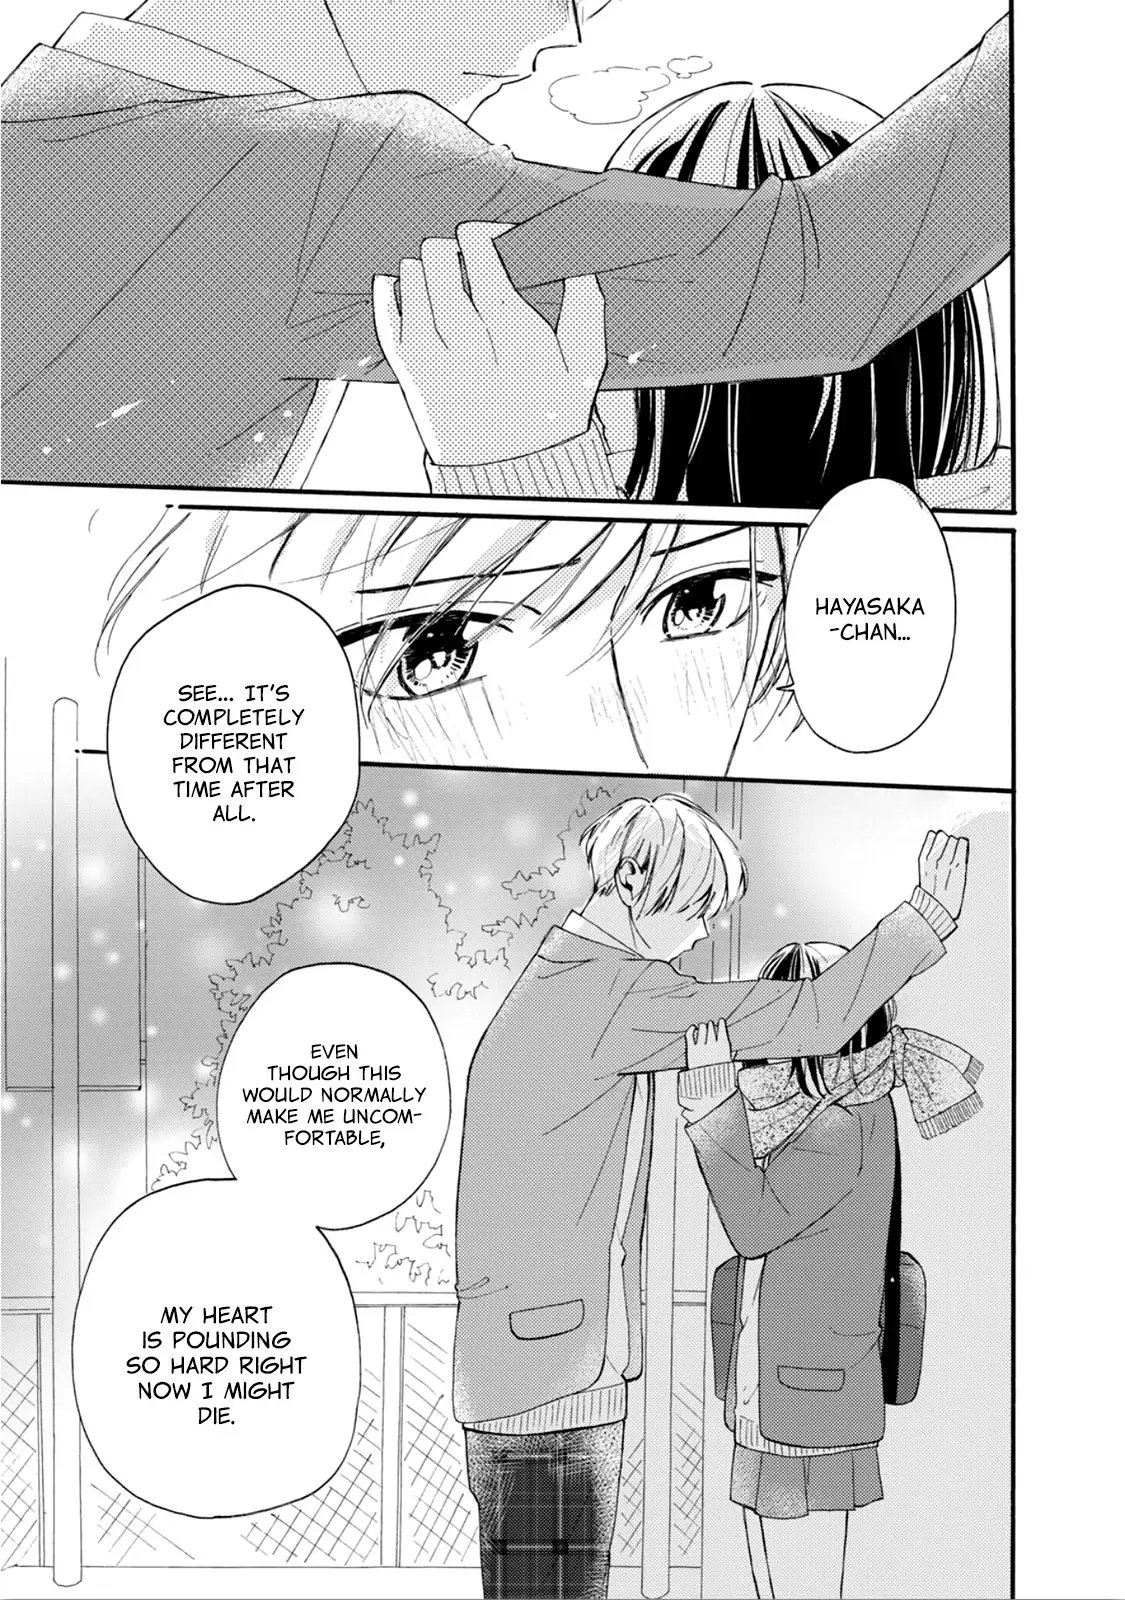 HAYASAKA
-CHAN...
SEE... IT'S
COMPLETELY
DIFFERENT
FROM THAT
TIME AFTER
ALL.
EVEN
THOUGH THIS
WOULD NORMALLY
MAKE ME UNCOM-
FORTABLE,
MY HEART
IS POUNDING
SO HARD RIGHT
NOW I MIGHT
DIE.